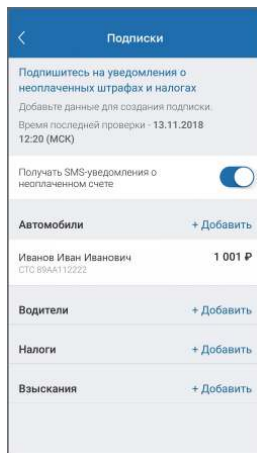 Подписки
Подпишитесь на уведомления о
неоплаченных штрафах и налогах
Добавьте данные для создания подписки.
Время последней проверки - 13.11.2018
12:20 (МСК)
Получать SMS-уведомления о
неоплаченном счете
Автомобили + Добавить
Иванов Иван Иванович 1 001 ₽
СТС 89АА112222
Водители + Добавить
Налоги + Добавить
Взыскания + Добавить